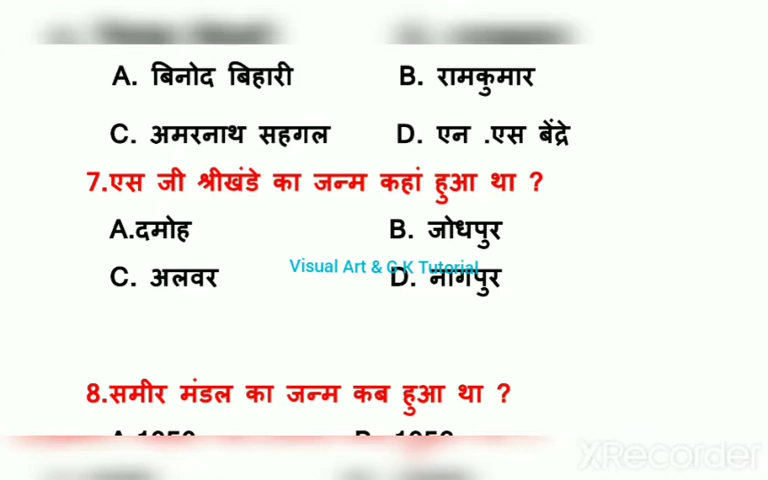 A. बिनोद बिहारी B. रामकुमार
C. अमरनाथ सहगल D. एन .एस बेंद्रे
7.एस जी श्रीखंडे का जन्म कहां हुआ था ?
A.दमोह B. जोधपुर
Visual Art & G K Tutorial
C. अलवर D. नागपुर
8.समीर मंडल का जन्म कब हुआ था ?
XRecorder